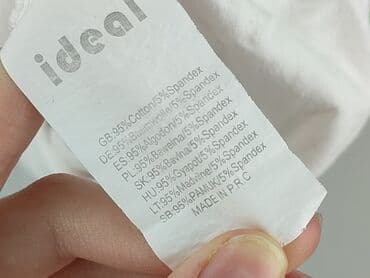 ideal
GB:95%Cotton/5%Spandex
DE:95%Baumwolle/5%Spandex
ES:95%Algodon/5%Spandex
PL:95%Bawelna/5%Spandex
SK:95%Bavlna/5%Spandex
HU:95%Gyapot/5%Spandex
LT:95%Medvilne/5%Spandex
SB:95%PAMUK/5%Spandex
MADE IN P.R.C